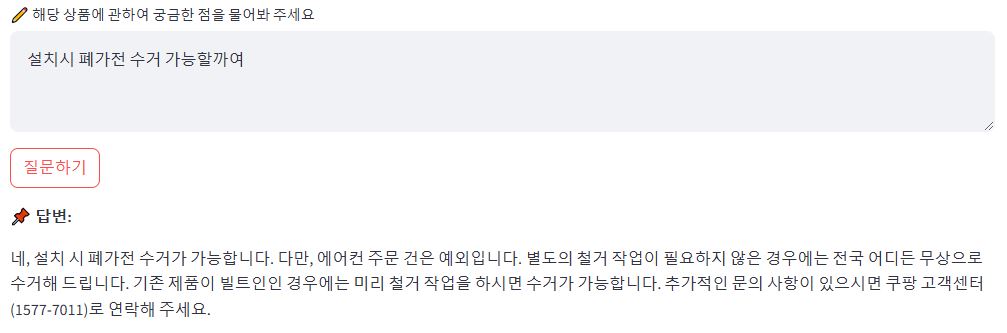 해당 상품에 관하여 궁금한 점을 물어봐 주세요
설치시 폐가전 수거 가능할까여
질문하기
답변:
네, 설치 시 폐가전 수거가 가능합니다. 다만, 에어컨 주문 건은 예외입니다. 별도의 철거 작업이 필요하지 않은 경우에는 전국 어디든 무상으로
수거해 드립니다. 기존 제품이 빌트인인 경우에는 미리 철거 작업을 하시면 수거가 가능합니다. 추가적인 문의 사항이 있으시면 쿠팡 고객센터
(1577-7011)로 연락해 주세요.